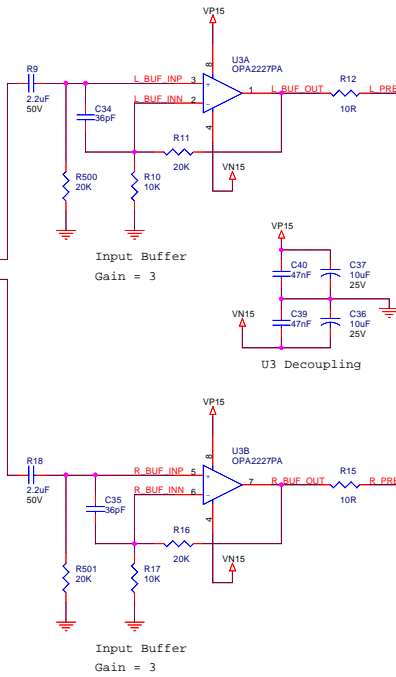 VP15
U3A
OPA2227PA
R9
2.2uF
50V
L_BUF_INP
3
8
1
L_BUF_OUT
R12
10R
L_PRE
C34
36pF
L_BUF_INN
2
4
R11
20K
VN15
R500
20K
R10
10K
Input Buffer
Gain = 3
VP15
C40
47nF
C37
10uF
25V
C39
47nF
C36
10uF
25V
VN15
U3 Decoupling
VP15
U3B
OPA2227PA
R18
2.2uF
50V
R_BUF_INP
5
8
7
R_BUF_OUT
R15
10R
R_PRE
C35
36pF
R_BUF_INN
6
4
R16
20K
VN15
R501
20K
R17
10K
Input Buffer
Gain = 3